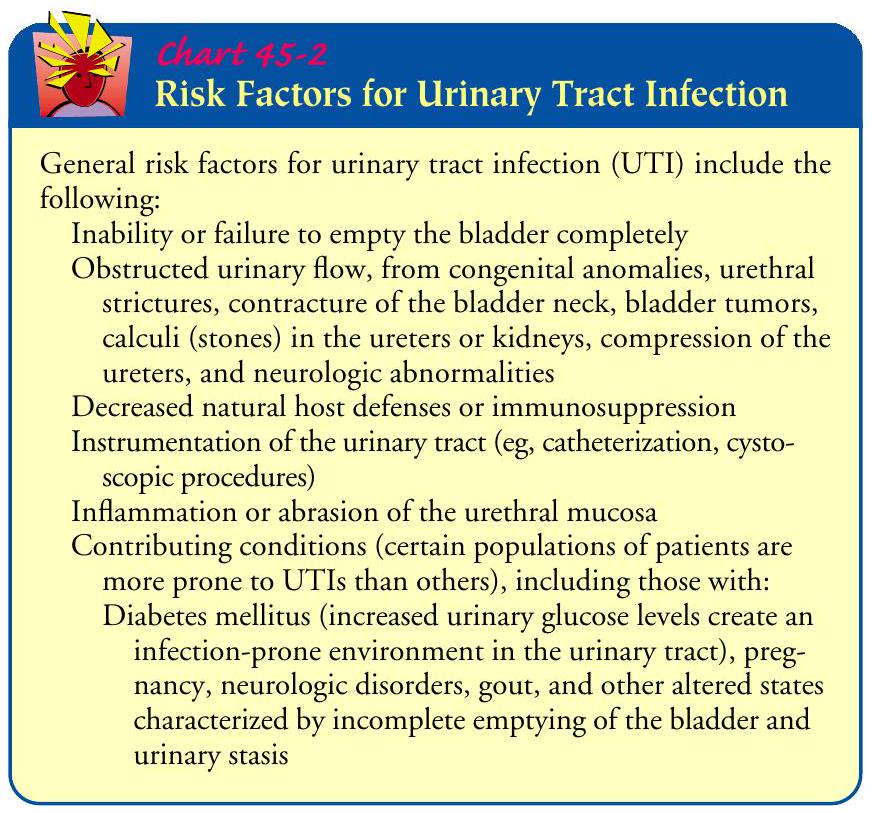 Chart 45-2
Risk Factors for Urinary Tract Infection
General risk factors for urinary tract infection (UTI) include the
following:
Inability or failure to empty the bladder completely
Obstructed urinary flow, from congenital anomalies, urethral
strictures, contracture of the bladder neck, bladder tumors,
calculi (stones) in the ureters or kidneys, compression of the
ureters, and neurologic abnormalities
Decreased natural host defenses or immunosuppression
Instrumentation of the urinary tract (eg, catheterization, cysto-
scopic procedures)
Inflammation or abrasion of the urethral mucosa
Contributing conditions (certain populations of patients are
more prone to UTIs than others), including those with:
Diabetes mellitus (increased urinary glucose levels create an
infection-prone environment in the urinary tract), preg-
nancy, neurologic disorders, gout, and other altered states
characterized by incomplete emptying of the bladder and
urinary stasis